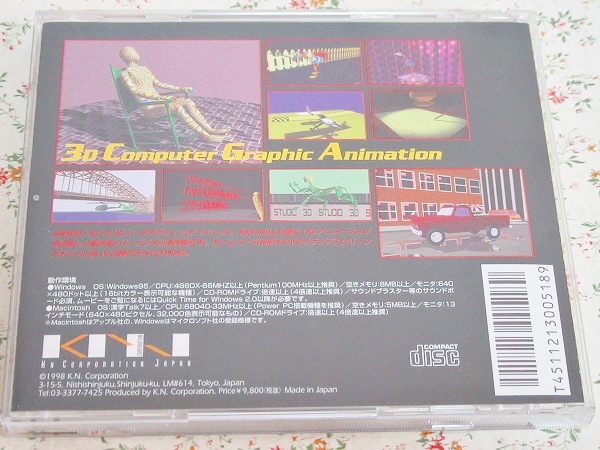 3D Computer Graphic Animation
STUDIO 3D STUDIO 3D STUDIO
動作環境
●Windows OS:Windows95/CPU:486DX-66MHZ以上(Pentium100MHz以上推奨)/空きメモリ:8MB以上/モニタ:640
×480ドット以上(16bitカラー表示可能な機種)/CD-ROMドライブ:倍速以上(4倍速以上推奨)/サウンドブラスター等のサウンドボ
ード必須、ムービーをご覧になるにはQuick Time for Windows 2.0以降が必要です。
●Macintosh OS:漢字Talk7以上/CPU:68040-33MHz以上(Power PC搭載機種を推奨)/空きメモリ:5MB以上/モニタ:13
インチモード(640×480ピクセル、32,000色表示可能なもの)/CD-ROMドライブ:倍速以上(4倍速以上推奨)
※Macintoshはアップル社の、Windowsはマイクロソフト社の登録商標です。
Corporation Japan
©1998 K.N. Corporation
3-15-5, Nishishinjuku,Shinjuku-ku, LM#614, Tokyo, Japan
Tel:03-3377-7425 Produced by K.N. Corporation. Price ¥9,800(税抜) Made in Japan
COMPACT
disc
T4511213005189